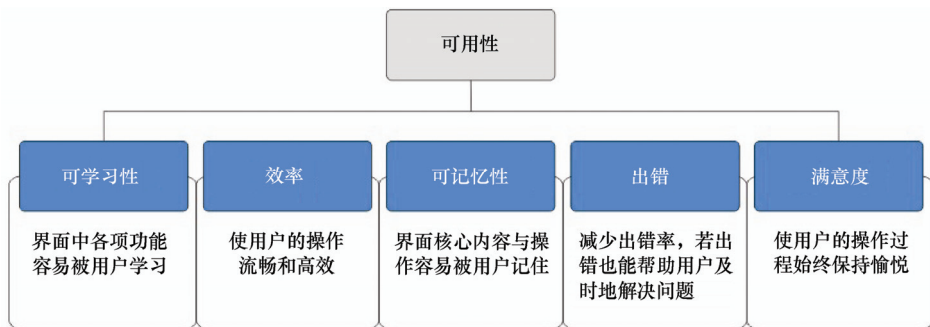 可用性
可学习性
界面中各项功能
容易被用户学习
效率
使用户的操作
流畅和高效
可记忆性
界面核心内容与操
作容易被用户记住
出错
减少出错率，若出
错也能帮助用户及
时地解决问题
满意度
使用户的操作过
程始终保持愉悦